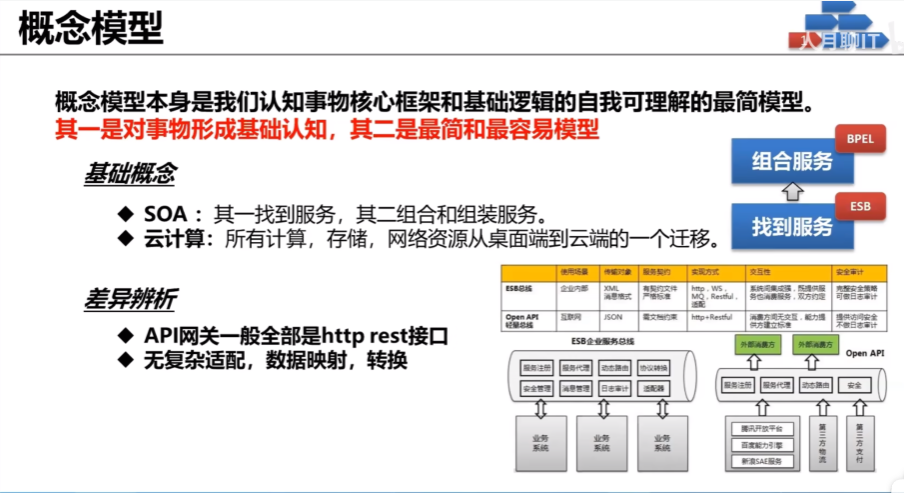 概念模型
人月聊IT
概念模型本身是我们认知事物核心框架和基础逻辑的自我可理解的最简模型。
其一是对事物形成基础认知，其二是最简和最容易模型
基础概念
◆ SOA ：其一找到服务，其二组合和组装服务。
◆ 云计算：所有计算，存储，网络资源从桌面端到云端的一个迁移。
BPEL
组合服务
ESB
找到服务
差异辨析
◆ API网关一般全部是http rest接口
◆ 无复杂适配，数据映射，转换
使用场景 传输对象 服务契约 实现方式 交互性 安全审计
ESB总线 企业内部 XML 有契约文件 http，WS， 系统间集成强，既提供服 完整安全策略
消息格式 严格标准 MQ，Restful， 务也消费服务，双方约定 可做日志审计
适配
Open API 互联网 JSON 需文档约束 http+Restful 消费方间无交互，能力提 提供访问安全
轻量总线 供方建立标准 不做日志审计
ESB企业服务总线
服务注册 服务代理 动态路由 协议转换
安全管理 消息管理 日志审计 适配器
业务 业务 业务
系统 系统 系统
外部消费方 外部消费方
Open API
服务注册 服务代理 动态路由 安全
腾讯开放平台
百度能力引擎
新浪SAE服务
第三方物流
第三方支付